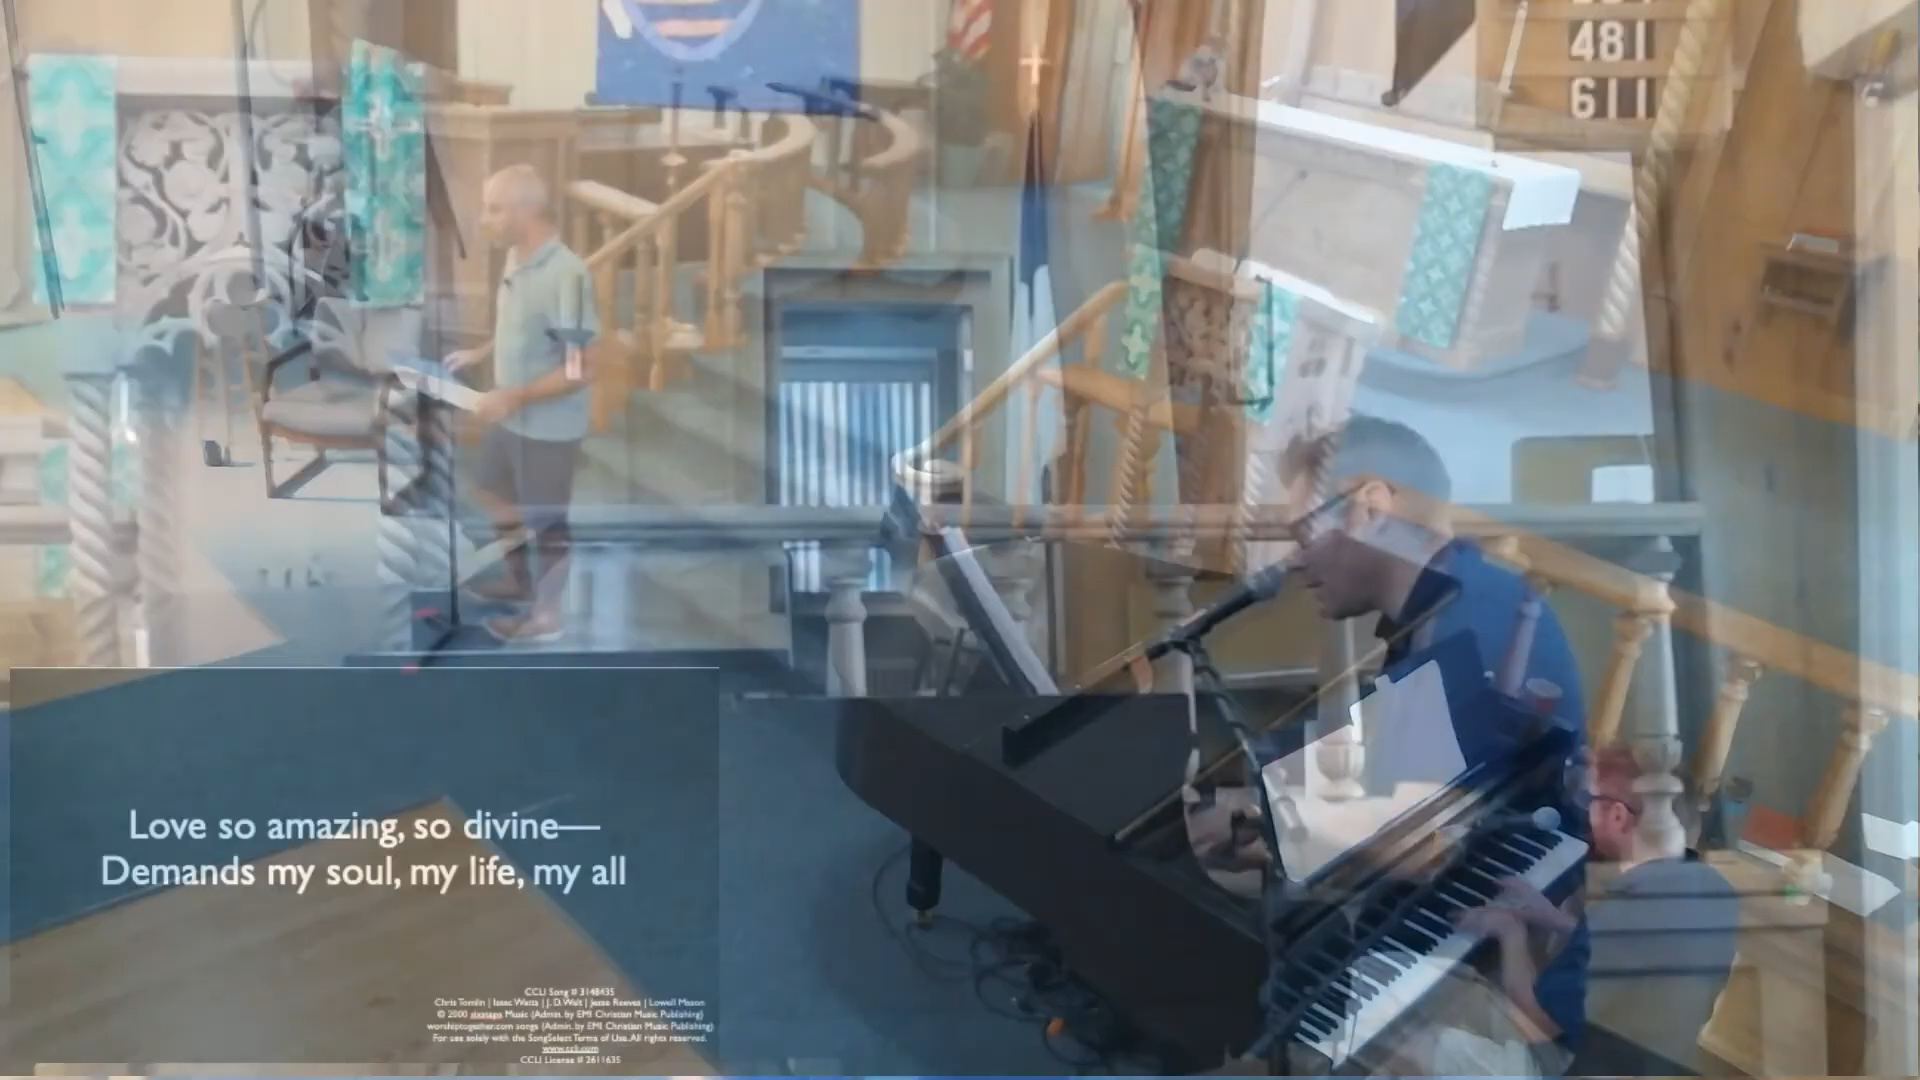 481
611
Love so amazing, so divine—
Demands my soul, my life, my all
CCLI Song # 3148435
Chris Tomlin | Isaac Watts | J. D. Walt | Jesse Reeves | Lowell Mason
© 2000 sixsteps Music (Admin. by EMI Christian Music Publishing)
worshiptogether.com songs (Admin. by EMI Christian Music Publishing)
For use solely with the SongSelect Terms of Use. All rights reserved.
www.ccli.com
CCLI License # 2611635